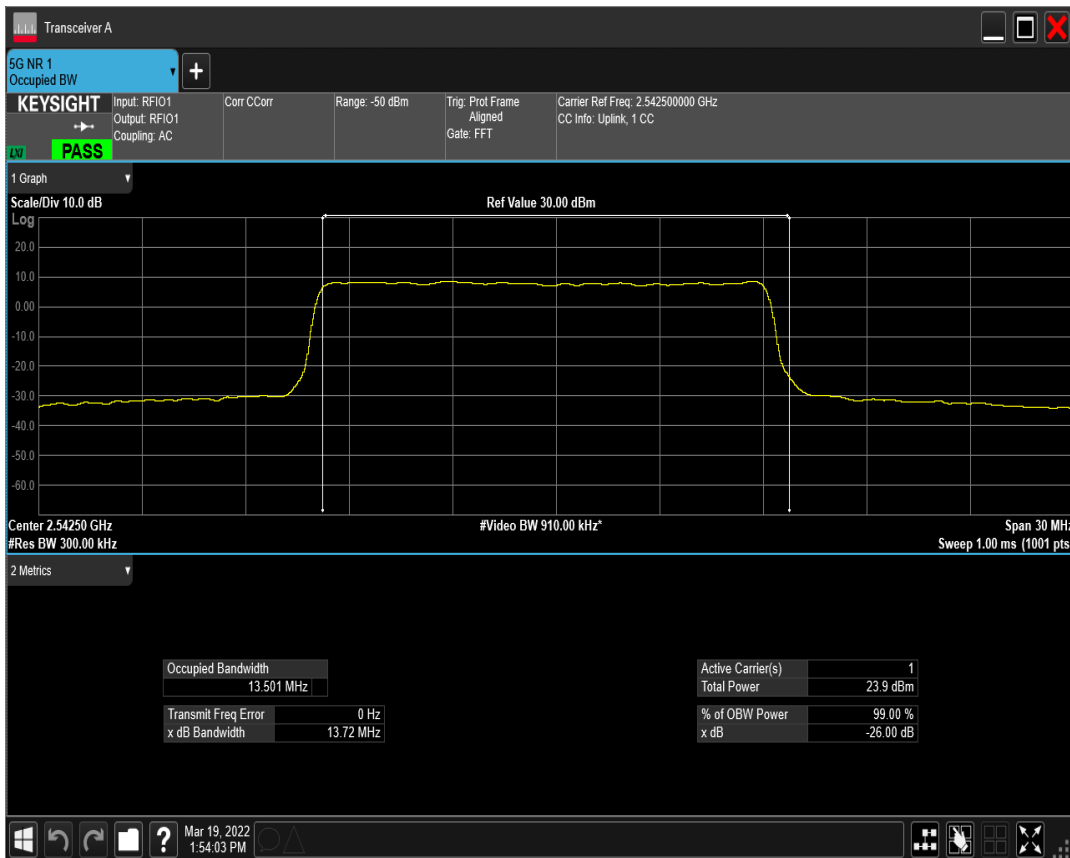 Transceiver A
5G NR 1
Occupied BW
KEYSIGHT
LXI
PASS
Input: RFIO1
Output: RFIO1
Coupling: AC
Corr CCorr
Range: -50 dBm
Trig: Prot Frame
Aligned
Gate: FFT
Carrier Ref Freq: 2.542500000 GHz
CC Info: Uplink, 1 CC
1 Graph
Scale/Div 10.0 dB
Ref Value 30.00 dBm
Log
20.0
10.0
0.00
-10.0
-20.0
-30.0
-40.0
-50.0
-60.0
Center 2.54250 GHz
#Video BW 910.00 kHz*
Span 30 MHz
#Res BW 300.00 kHz
Sweep 1.00 ms (1001 pts
2 Metrics
Occupied Bandwidth
13.501 MHz
Transmit Freq Error 0 Hz
x dB Bandwidth 13.72 MHz
Active Carrier(s) 1
Total Power 23.9 dBm
% of OBW Power 99.00 %
x dB -26.00 dB
?
Mar 19, 2022
1:54:03 PM